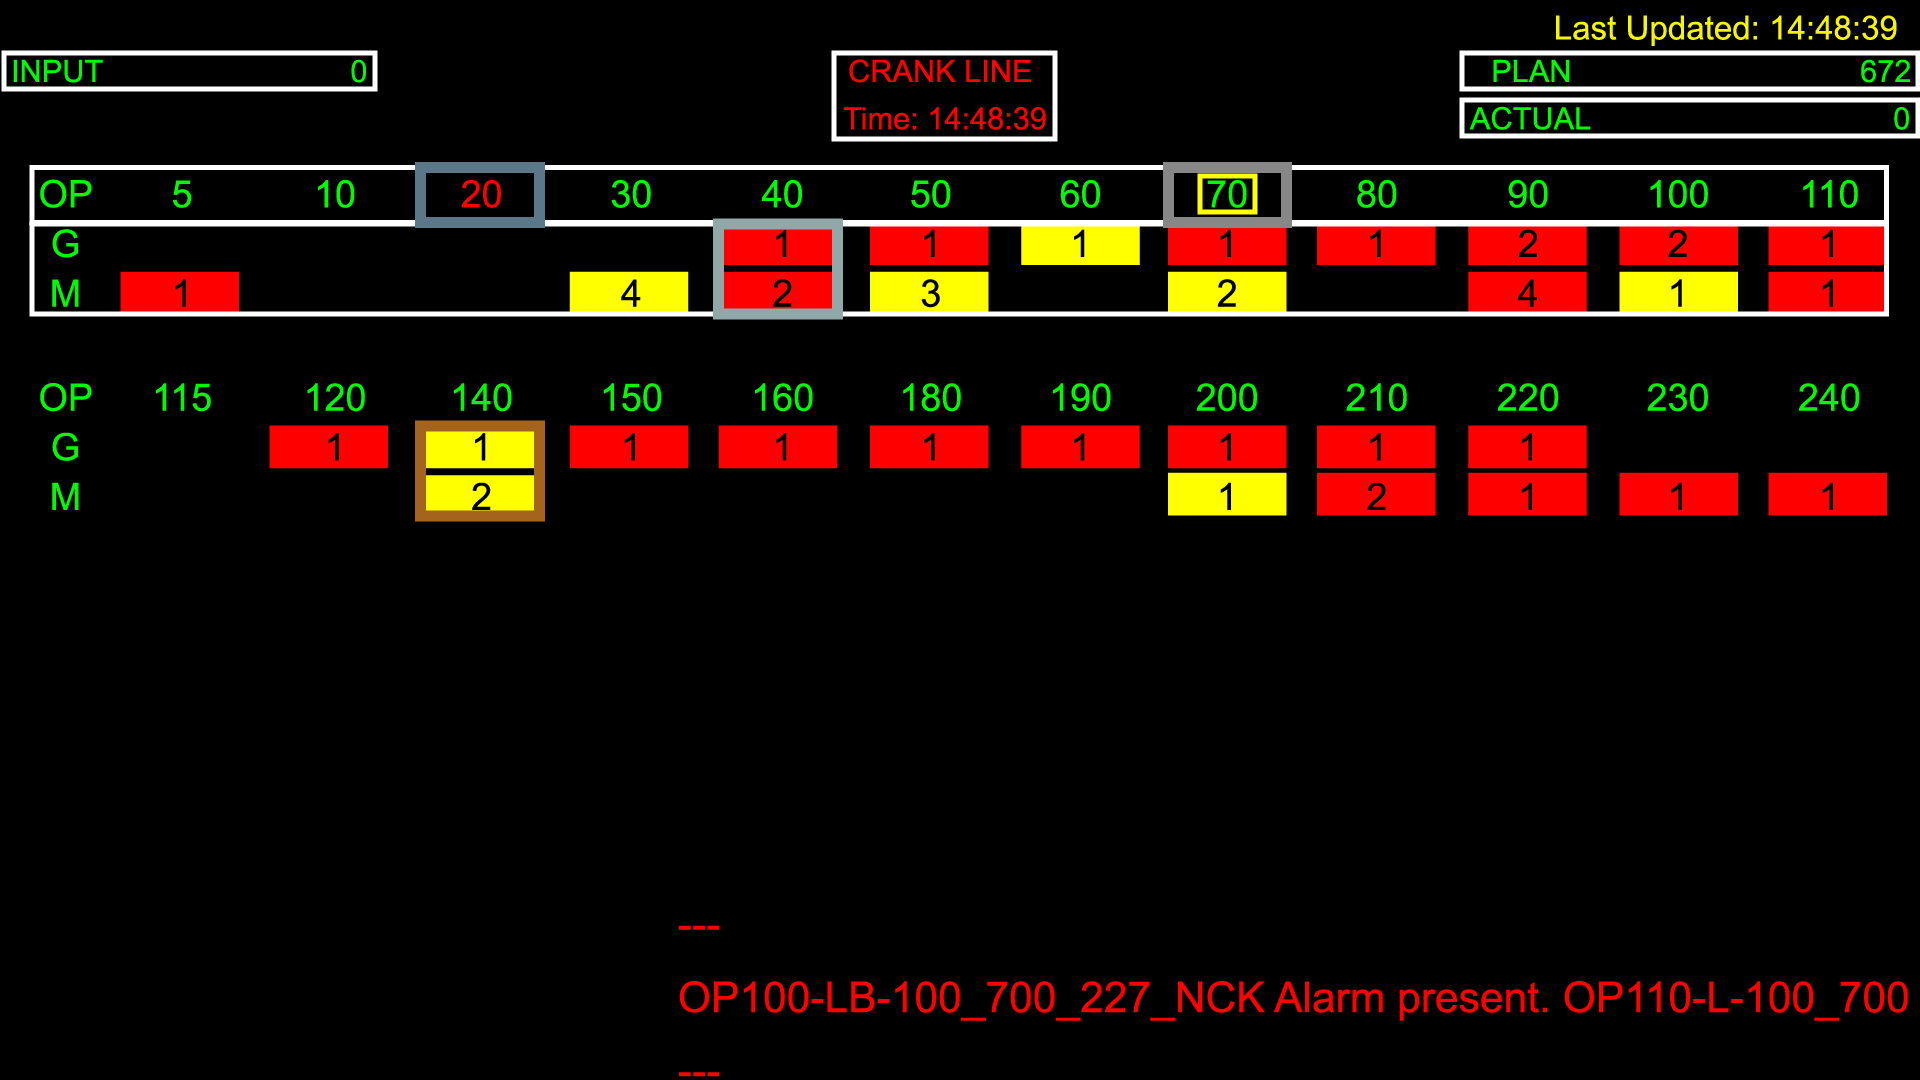 Last Updated: 14:48:39
INPUT 0
CRANK LINE
PLAN 672
Time: 14:48:39
ACTUAL 0
OP 5 10 20 30 40 50 60 70 80 90 100 110
G 1 1 1 1 1 2 2 1
M 1 4 2 3 2 4 1 1
OP 115 120 140 150 160 180 190 200 210 220 230 240
G 1 1 1 1 1 1 1 1 1
M 2 1 2 1 1 1
---
OP100-LB-100_700_227_NCK Alarm present. OP110-L-100_700
---